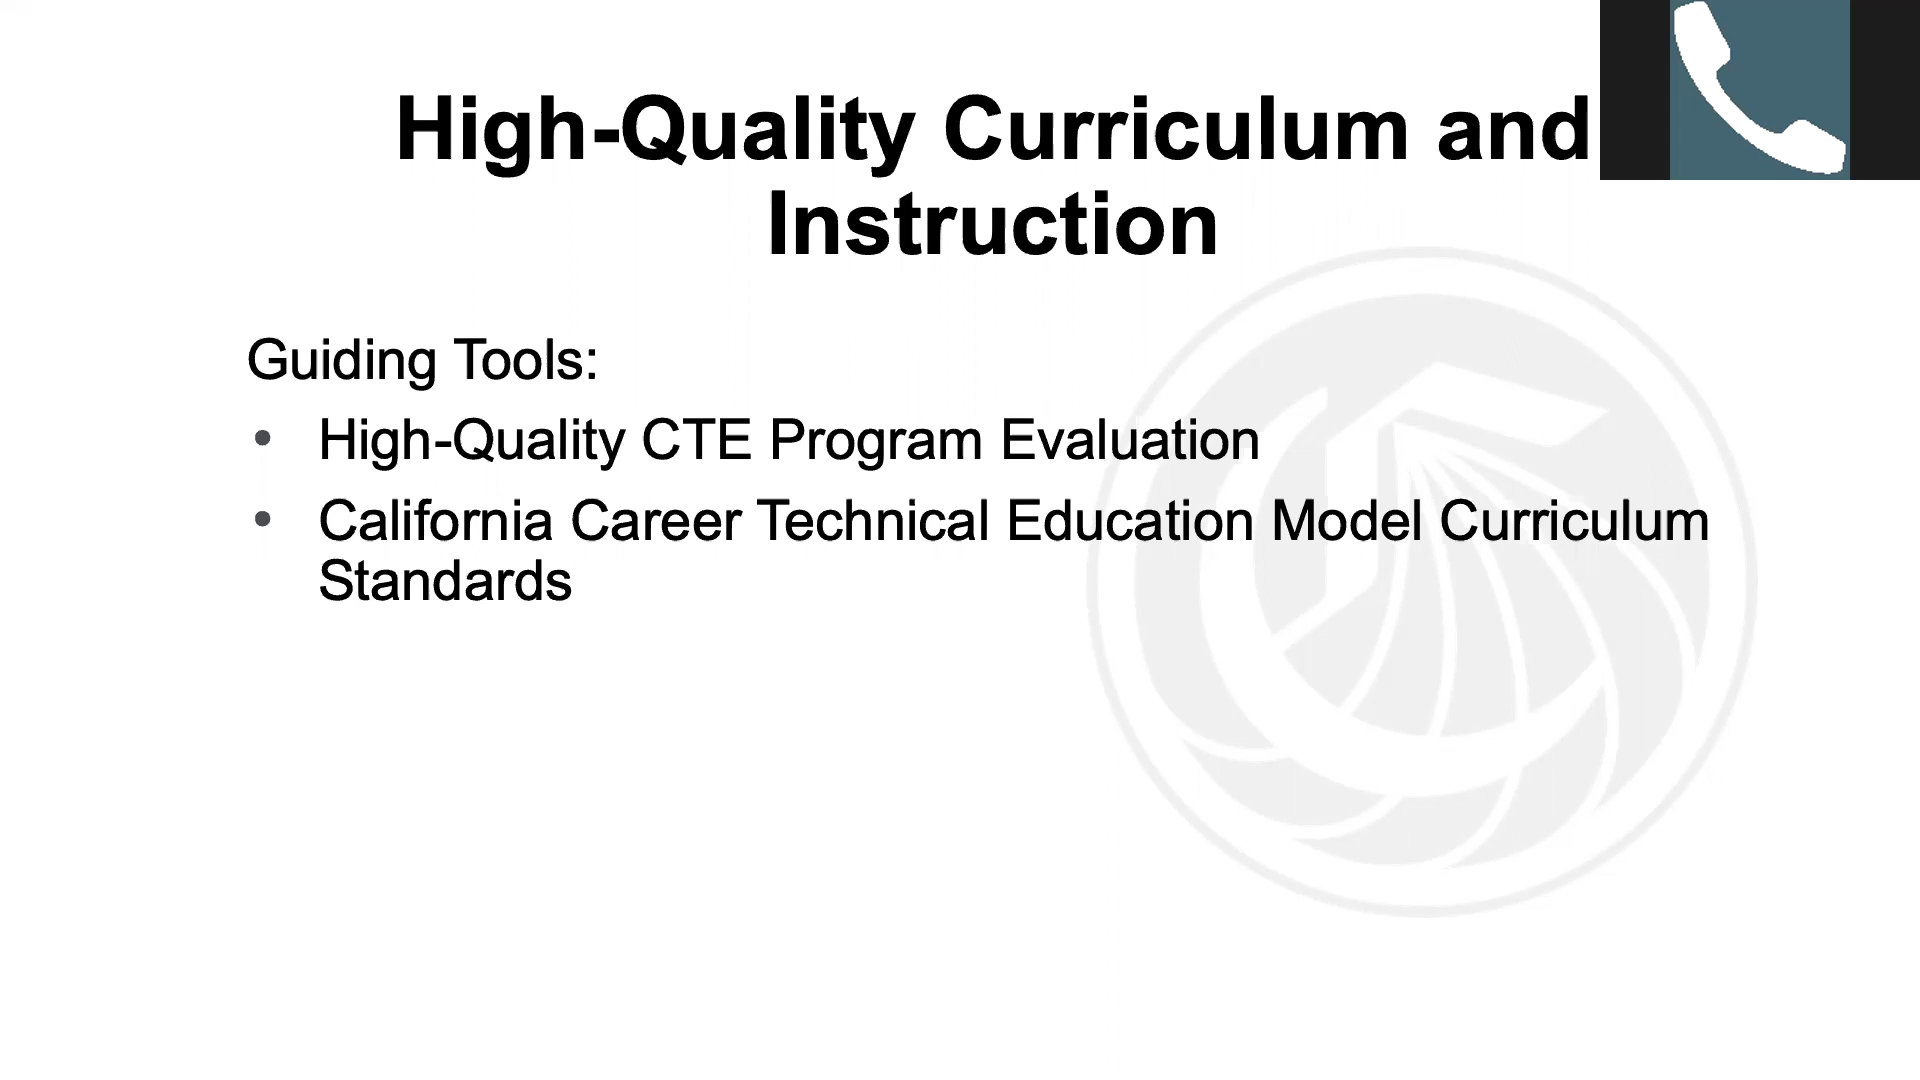 High-Quality Curriculum and
Instruction
Guiding Tools:
• High-Quality CTE Program Evaluation
• California Career Technical Education Model Curriculum
Standards